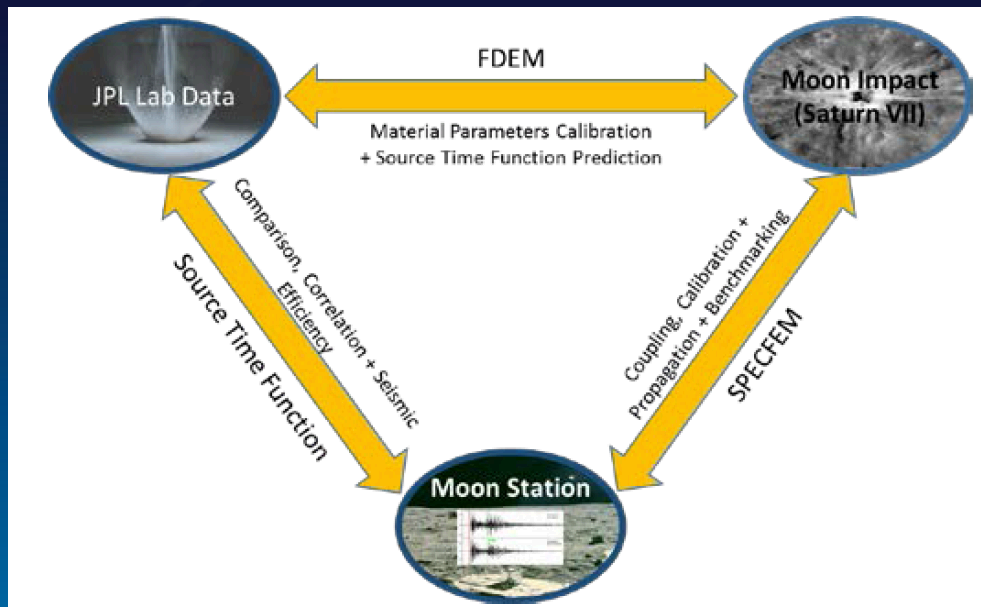 FDEM
JPL Lab Data
Moon Impact
(Saturn VII)
Material Parameters Calibration
+ Source Time Function Prediction
Comparison, Correlation + Seismic
Efficiency
Source Time Function
Coupling, Calibration +
Propagation + Benchmarking
SPECFEM
Moon Station